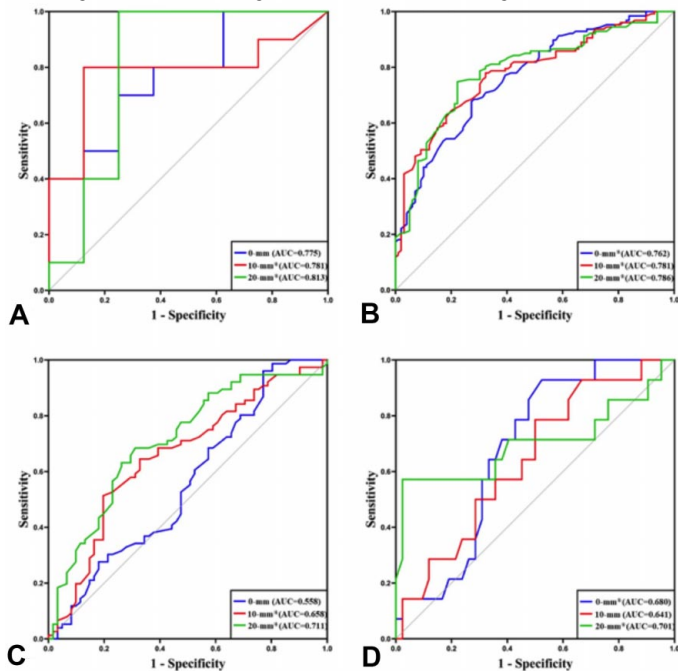 1.0
0.8
0.6
0.4
0.2
0.0
Sensitivity
0.0 0.2 0.4 0.6 0.8 1.0
1 - Specificity
0-mm (AUC=0.775)
10-mm*(AUC=0.781)
20-mm*(AUC=0.813)
A
1.0
0.8
0.6
0.4
0.2
0.0
Sensitivity
0.0 0.2 0.4 0.6 0.8 1.0
1 - Specificity
0-mm*(AUC=0.762)
10-mm*(AUC=0.781)
20-mm*(AUC=0.786)
B
1.0
0.8
0.6
0.4
0.2
0.0
Sensitivity
0.0 0.2 0.4 0.6 0.8 1.0
1 - Specificity
0-mm (AUC=0.558)
10-mm*(AUC=0.658)
20-mm*(AUC=0.711)
C
1.0
0.8
0.6
0.4
0.2
0.0
Sensitivity
0.0 0.2 0.4 0.6 0.8 1.0
1 - Specificity
0-mm*(AUC=0.680)
10-mm (AUC=0.641)
20-mm*(AUC=0.701)
D